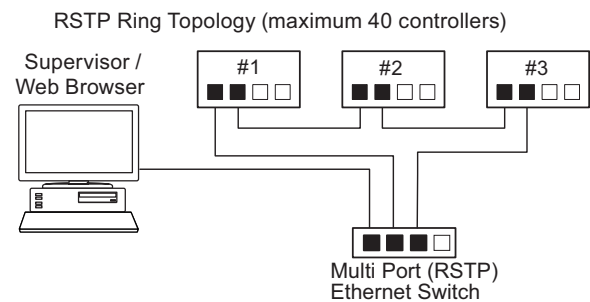 RSTP Ring Topology (maximum 40 controllers)
Supervisor /
Web Browser
#1
#2
#3
Multi Port (RSTP)
Ethernet Switch